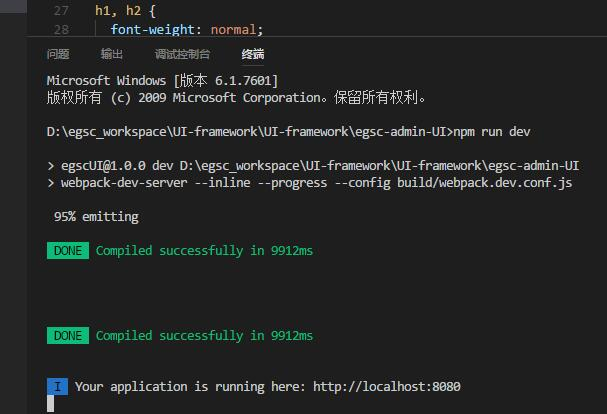 27 h1, h2 {
28 font-weight: normal;
问题 输出 调试控制台 终端
Microsoft Windows [版本 6.1.7601]
版权所有 (c) 2009 Microsoft Corporation。保留所有权利。
D:\egsc_workspace\UI-framework\UI-framework\egsc-admin-UI>npm run dev
> egscUI@1.0.0 dev D:\egsc_workspace\UI-framework\UI-framework\egsc-admin-UI
> webpack-dev-server --inline --progress --config build/webpack.dev.conf.js
95% emitting
DONE Compiled successfully in 9912ms
DONE Compiled successfully in 9912ms
I Your application is running here: http://localhost:8080